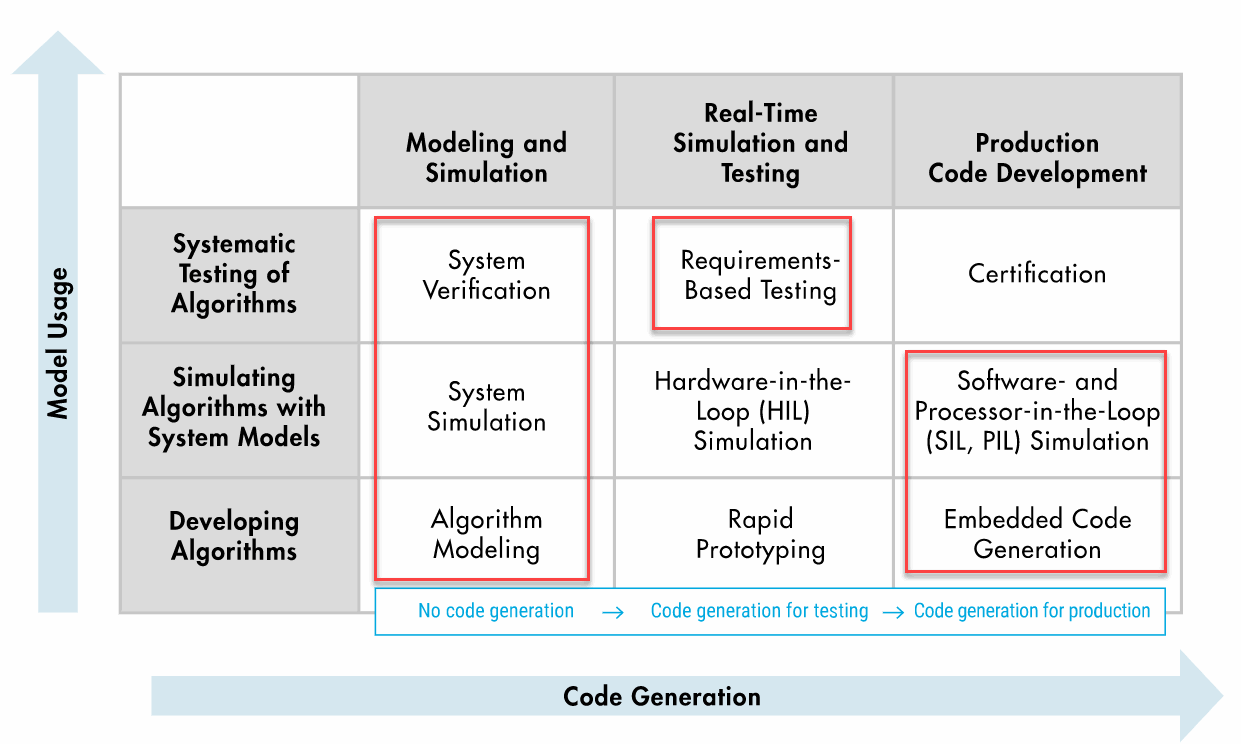 Modeling and
Simulation
Real-Time
Simulation and
Testing
Production
Code Development
Systematic
Testing of
Algorithms
System
Verification
Requirements-
Based Testing
Certification
Model Usage
Simulating
Algorithms with
System Models
System
Simulation
Hardware-in-the-
Loop (HIL)
Simulation
Software- and
Processor-in-the-Loop
(SIL, PIL) Simulation
Developing
Algorithms
Algorithm
Modeling
Rapid
Prototyping
Embedded Code
Generation
No code generation → Code generation for testing → Code generation for production
Code Generation